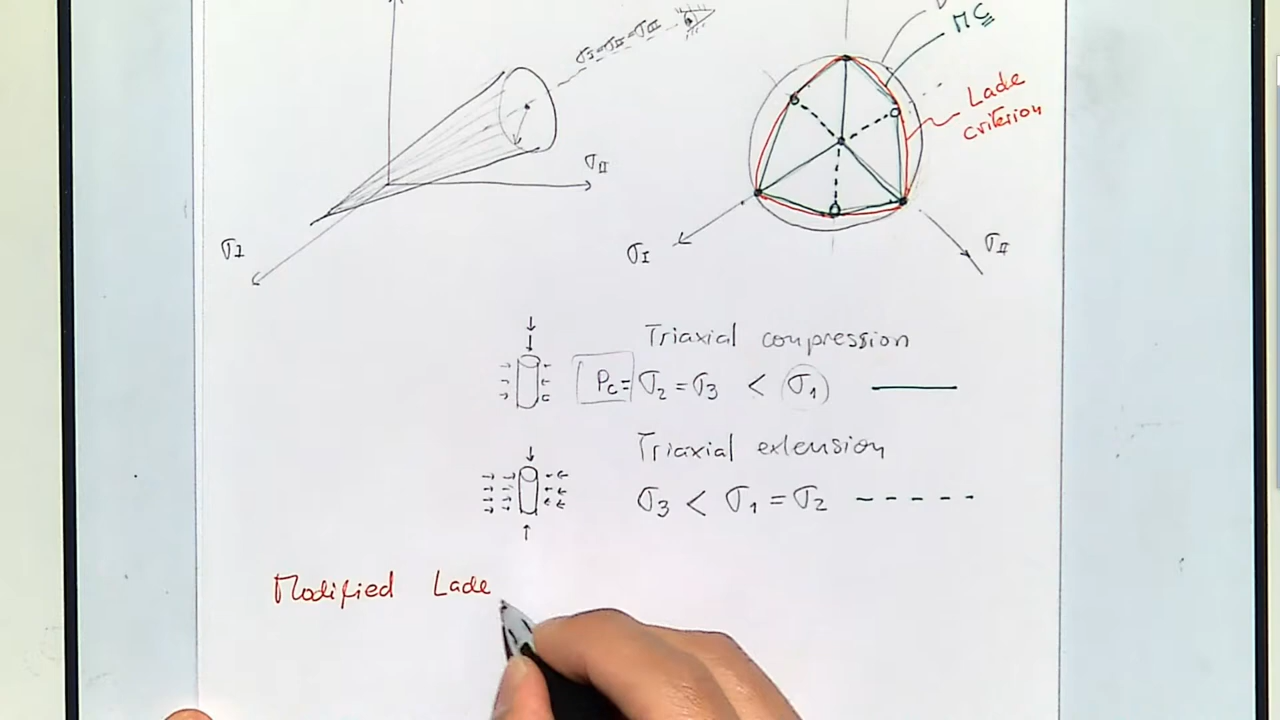 σI=σII=σIII
MC
Lade
criterion
σII
σI
σI
σII
Triaxial compression
Pc= σ2 = σ3 < σ1
Triaxial extension
σ3 < σ1 = σ2
Modified Lade